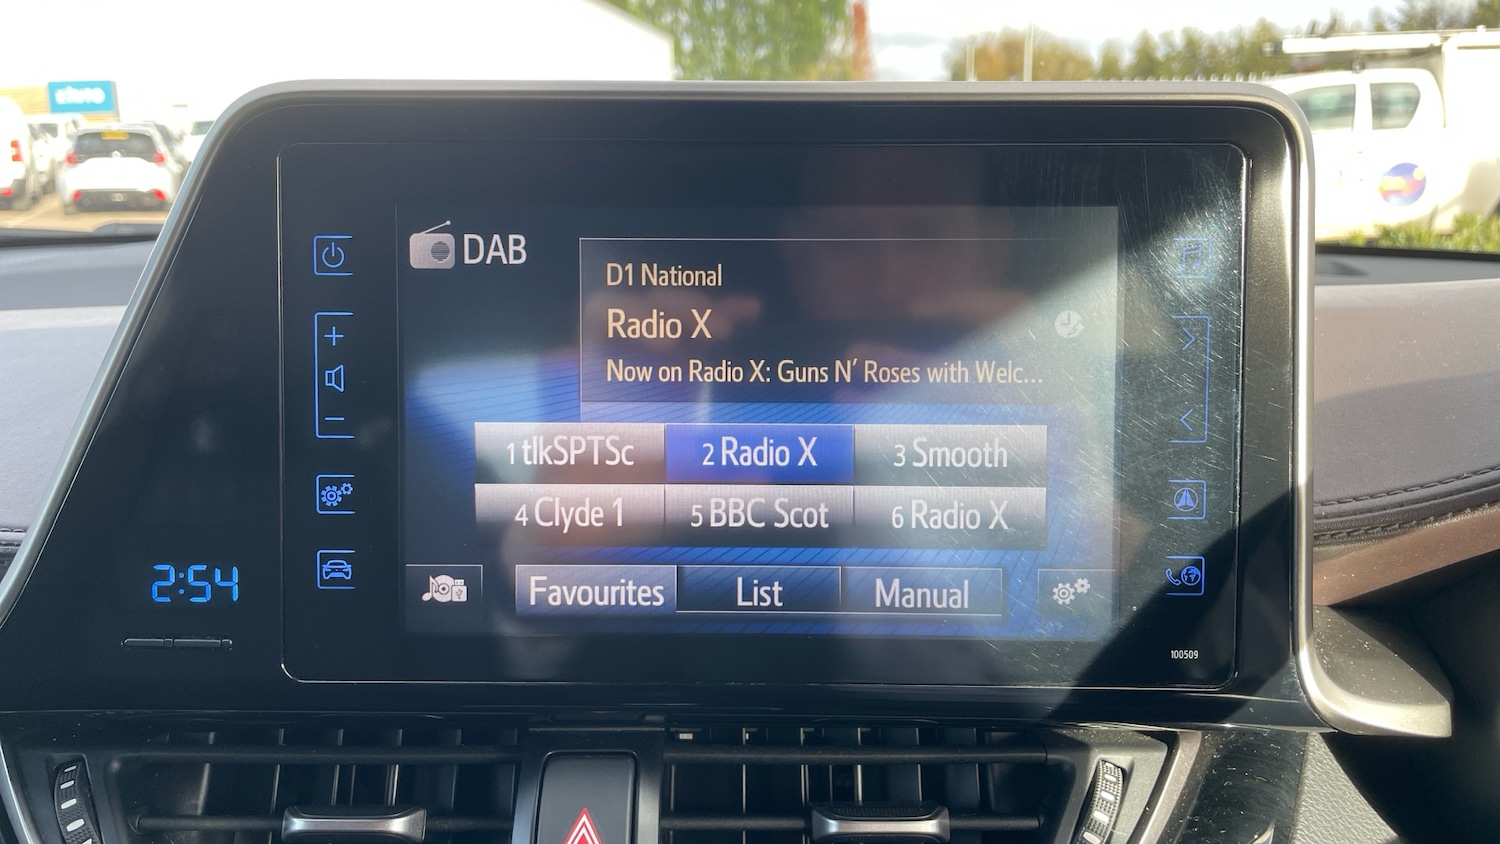 DAB
D1 National
Radio X
Now on Radio X: Guns N' Roses with Welc...
1 tlkSPTSc 2 Radio X 3 Smooth
4 Clyde 1 5 BBC Scot 6 Radio X
Favourites List Manual
2:54
100509